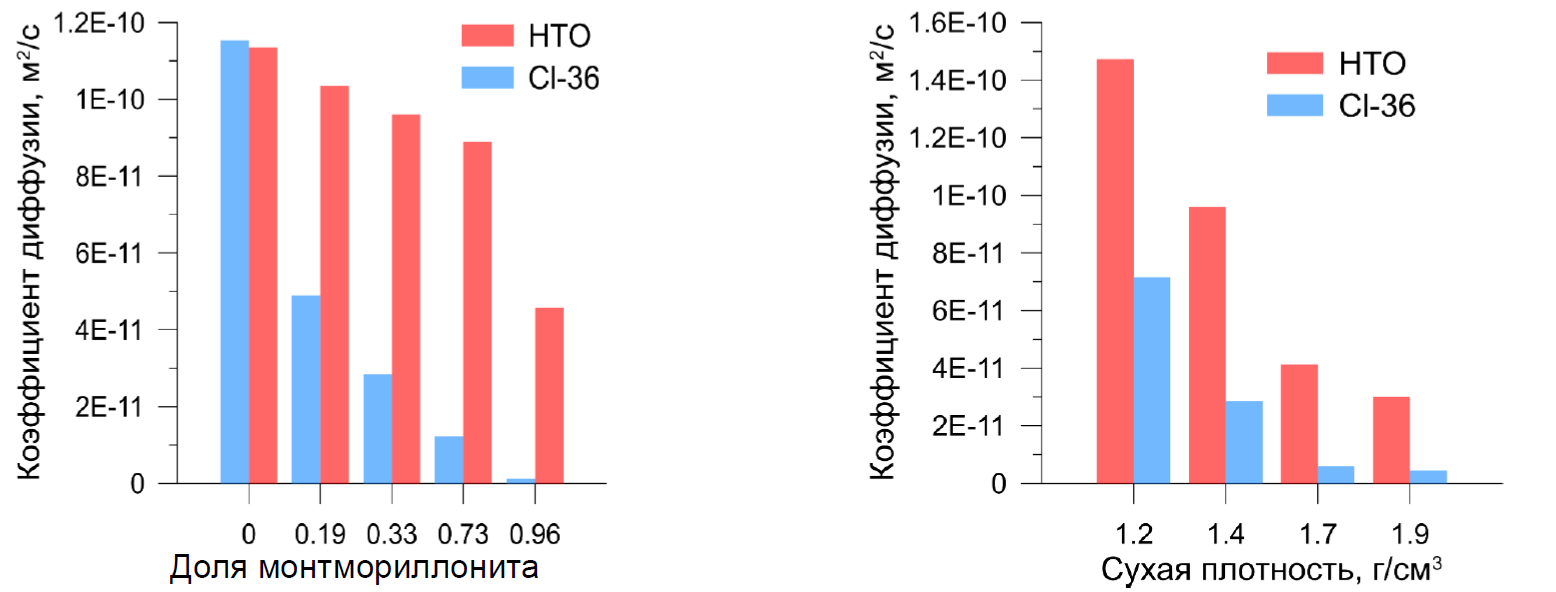 Коэффициент диффузии, м²/с
1.2E-10
1E-10
8E-11
6E-11
4E-11
2E-11
0
HTO
Cl-36
0 0.19 0.33 0.73 0.96
Доля монтмориллонита
Коэффициент диффузии, м²/с
1.6E-10
1.4E-10
1.2E-10
1E-10
8E-11
6E-11
4E-11
2E-11
0
HTO
Cl-36
1.2 1.4 1.7 1.9
Сухая плотность, г/см³